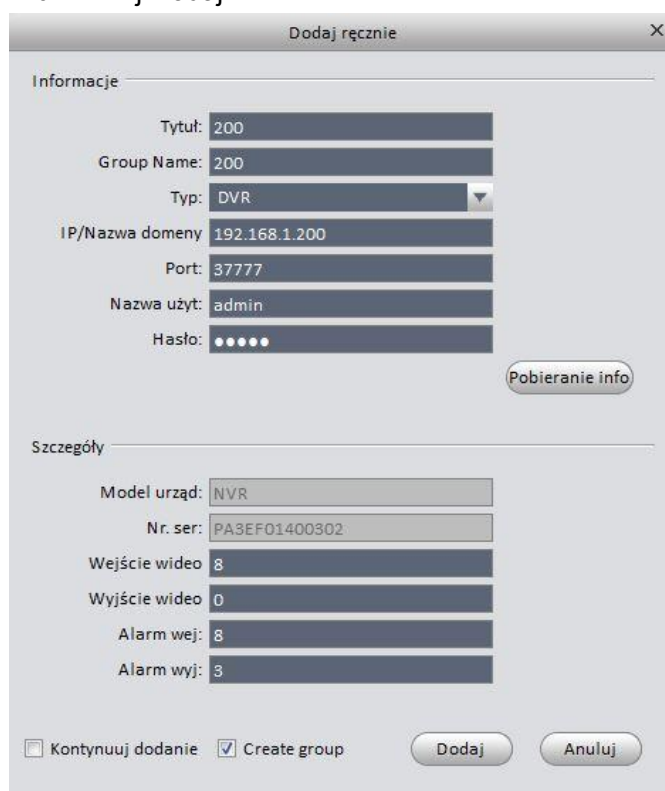 Dodaj ręcznie
Informacje
Tytuł: 200
Group Name: 200
Typ: DVR
IP/Nazwa domeny 192.168.1.200
Port: 37777
Nazwa użyt: admin
Hasło: •••••
Pobieranie info
Szczegóły
Model urząd: NVR
Nr. ser: PA3EF01400302
Wejście wideo 8
Wyjście wideo 0
Alarm wej: 8
Alarm wyj: 3
Kontynuuj dodanie Create group Dodaj Anuluj